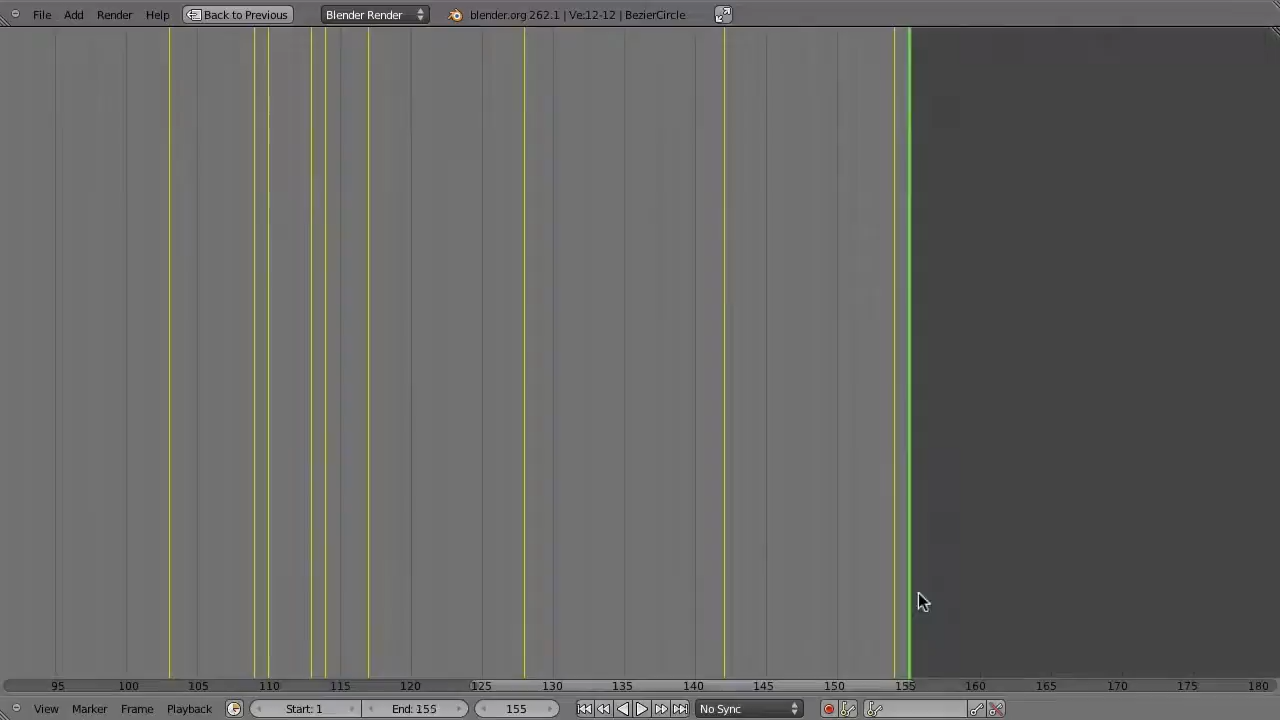 File Add Render Help Back to Previous Blender Render blender.org 262.1 | Ve:12-12 | BezierCircle
95 100 105 110 115 120 125 130 135 140 145 150 155 160 165 170 175 180
View Marker Frame Playback Start: 1 End: 155 155 No Sync